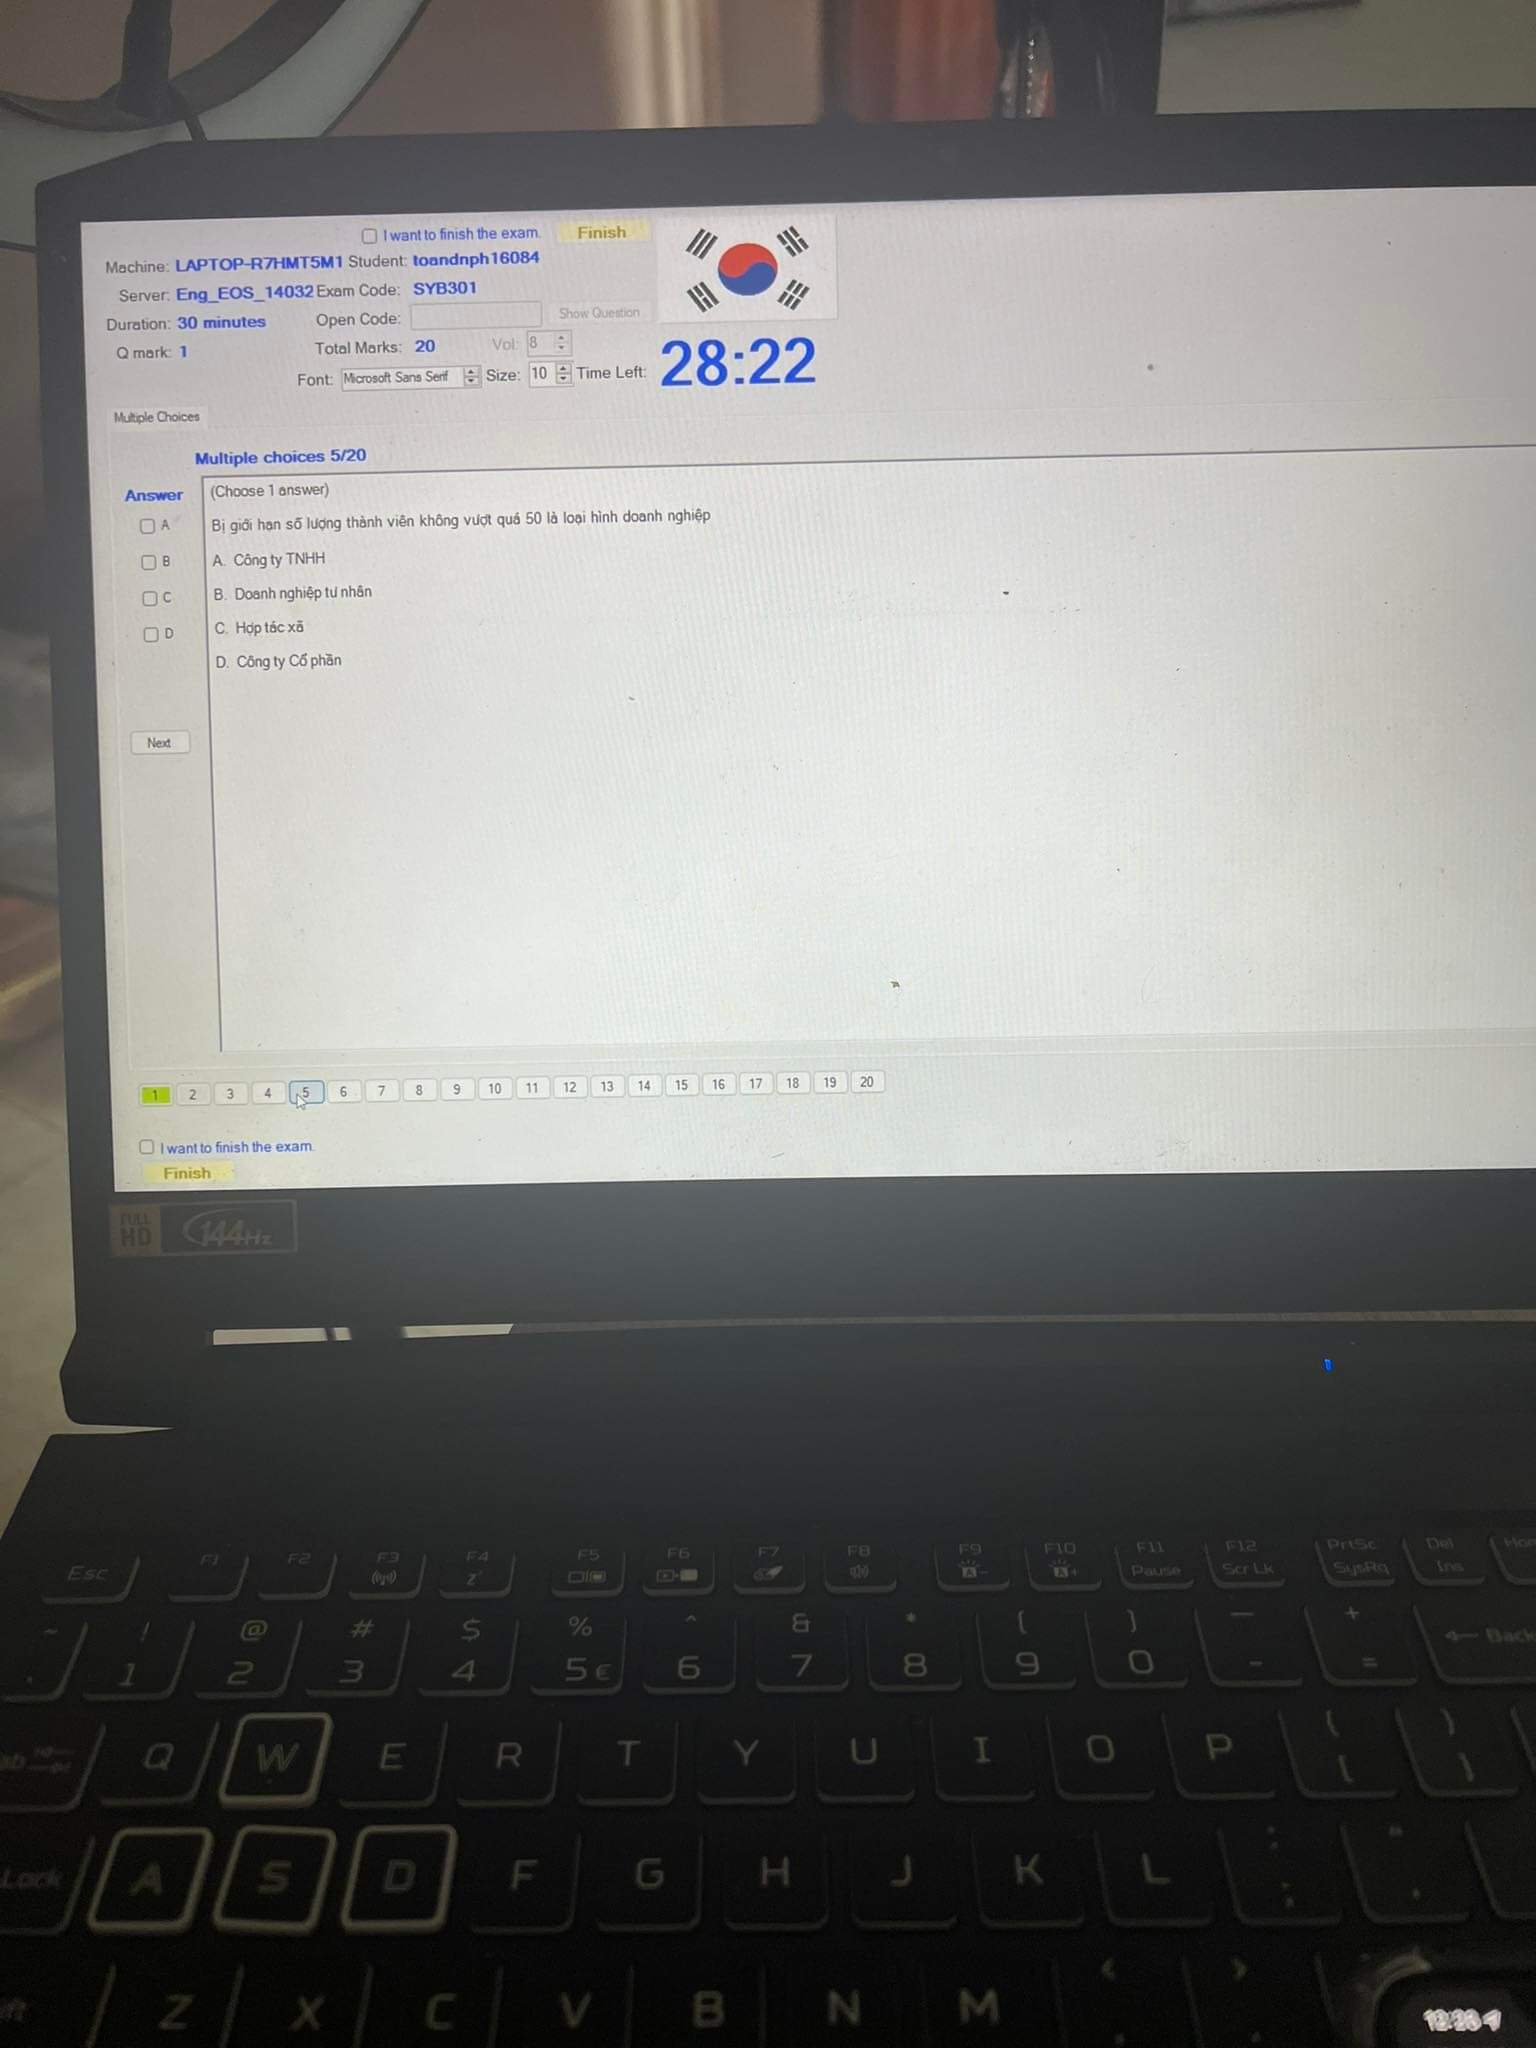 I want to finish the exam. Finish
Machine: LAPTOP-R7HMT5M1 Student: toandnph16084
Server: Eng_EOS_14032 Exam Code: SYB301
Duration: 30 minutes Open Code: Show Question
Q mark: 1 Total Marks: 20 Vol: 8
Font: Microsoft Sans Serif Size: 10 Time Left: 28:22
Multiple Choices
Multiple choices 5/20
Answer
(Choose 1 answer)
A
Bị giới hạn số lượng thành viên không vượt quá 50 là loại hình doanh nghiệp
B
A. Công ty TNHH
C
B. Doanh nghiệp tư nhân
D
C. Hợp tác xã
D. Công ty Cổ phần
Next
1 2 3 4 5 6 7 8 9 10 11 12 13 14 15 16 17 18 19 20
I want to finish the exam.
Finish
FULL HD 144Hz
Esc F1 F2 F3 F4 F5 F6 F7 F8 F9 F10 F11 F12 PrtSc Del
Pause Scr Lk SysRq Ins
! @ # $ % ^ & * ( ) — +
1 2 3 4 5 € 6 7 8 9 0 - = Back
Q W E R T Y U I O P { }
[ ]
Lock A S D F G H J K L : "
; '
Z X C V B N M < >